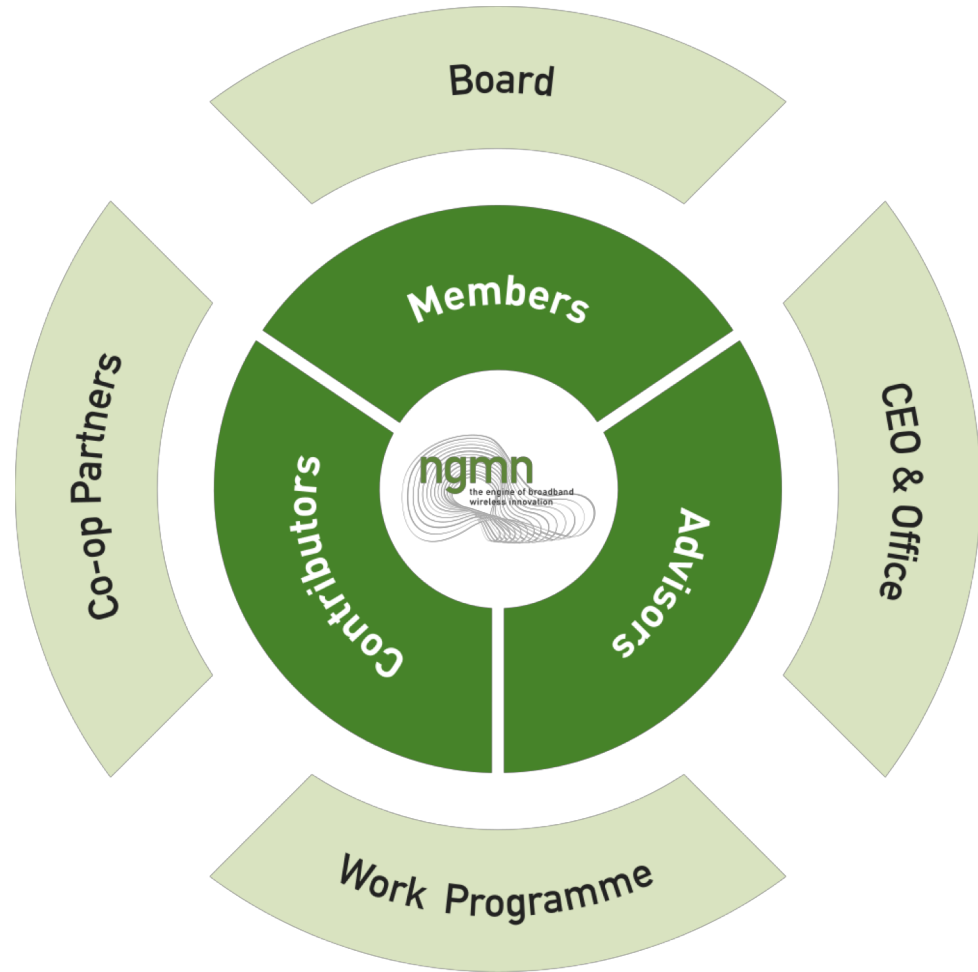 Board
Members
Co-op Partners
CEO & Office
ngmn
the engine of broadband
wireless innovation
Contributors
Advisors
Work Programme